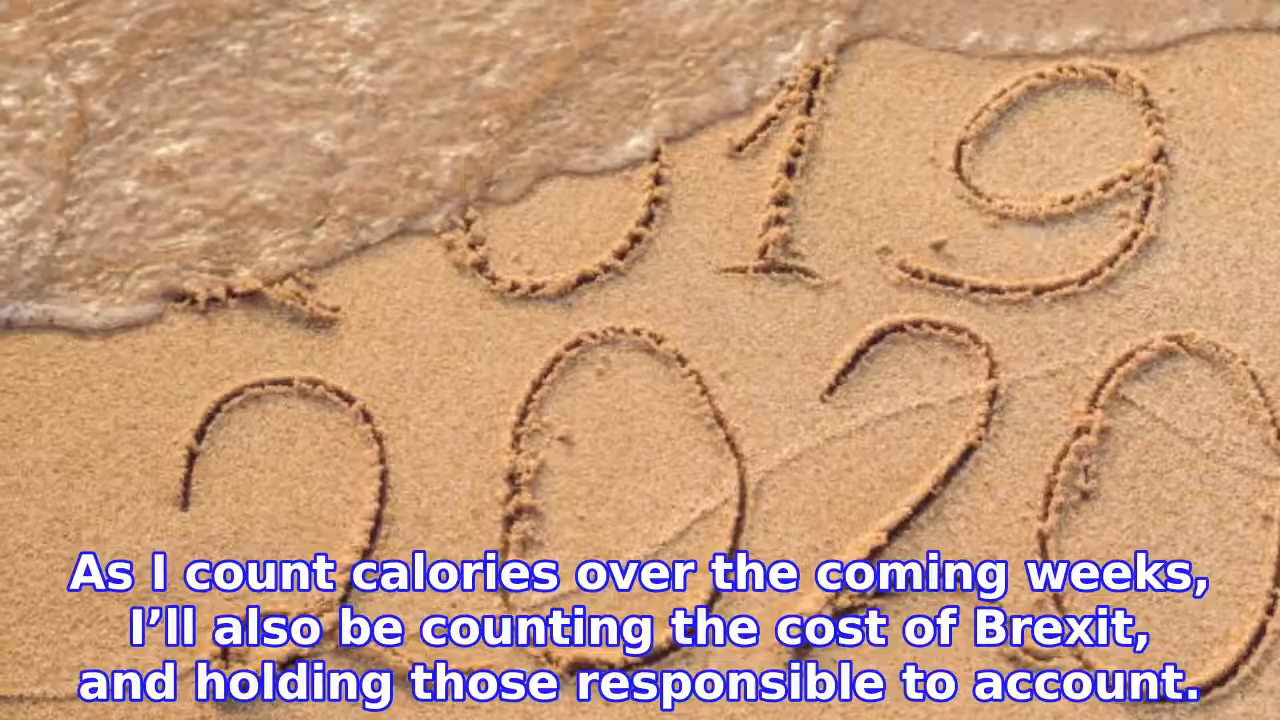 2019
2020
As I count calories over the coming weeks,
I’ll also be counting the cost of Brexit,
and holding those responsible to account.